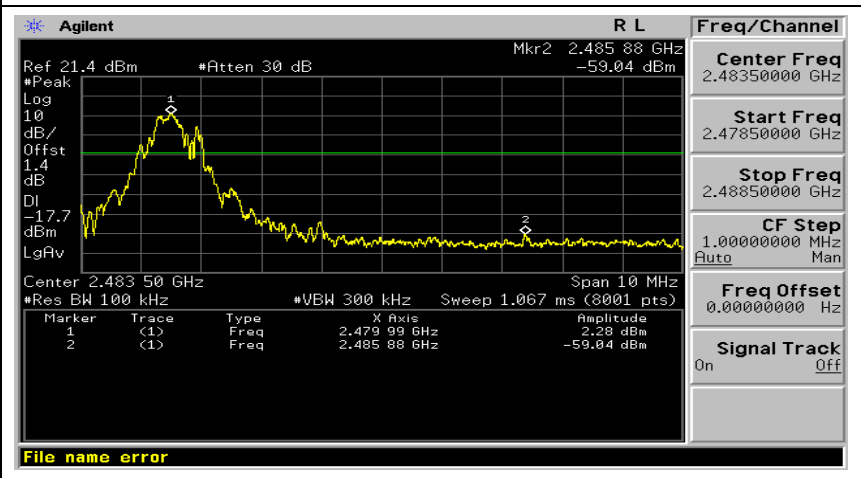 Agilent R L Freq/Channel
Mkr2 2.485 88 GHz
Ref 21.4 dBm #Atten 30 dB -59.04 dBm
#Peak
Log
10
dB/
Offst
1.4
dB
DI
-17.7
dBm
LgAv
1
2
Center 2.483 50 GHz Span 10 MHz
#Res BW 100 kHz #VBW 300 kHz Sweep 1.067 ms (8001 pts)
Marker Trace Type X Axis Amplitude
1 (1) Freq 2.479 99 GHz 2.28 dBm
2 (1) Freq 2.485 88 GHz -59.04 dBm
File name error
Center Freq
2.48350000 GHz
Start Freq
2.47850000 GHz
Stop Freq
2.48850000 GHz
CF Step
1.00000000 MHz
Auto Man
Freq Offset
0.00000000 Hz
Signal Track
On Off